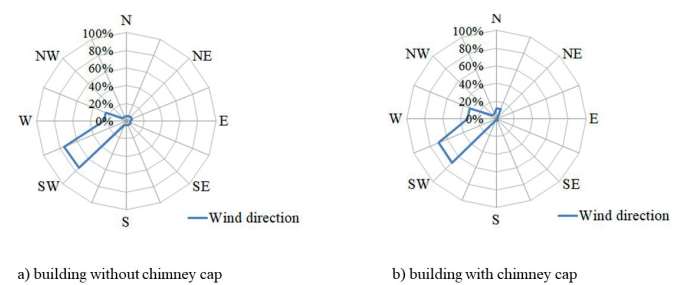 N
100%
NW
NE
80%
60%
40%
20%
W
0%
E
SW
SE
S
Wind direction
a) building without chimney cap
N
100%
NW
NE
80%
60%
40%
20%
W
0%
E
SW
SE
S
Wind direction
b) building with chimney cap